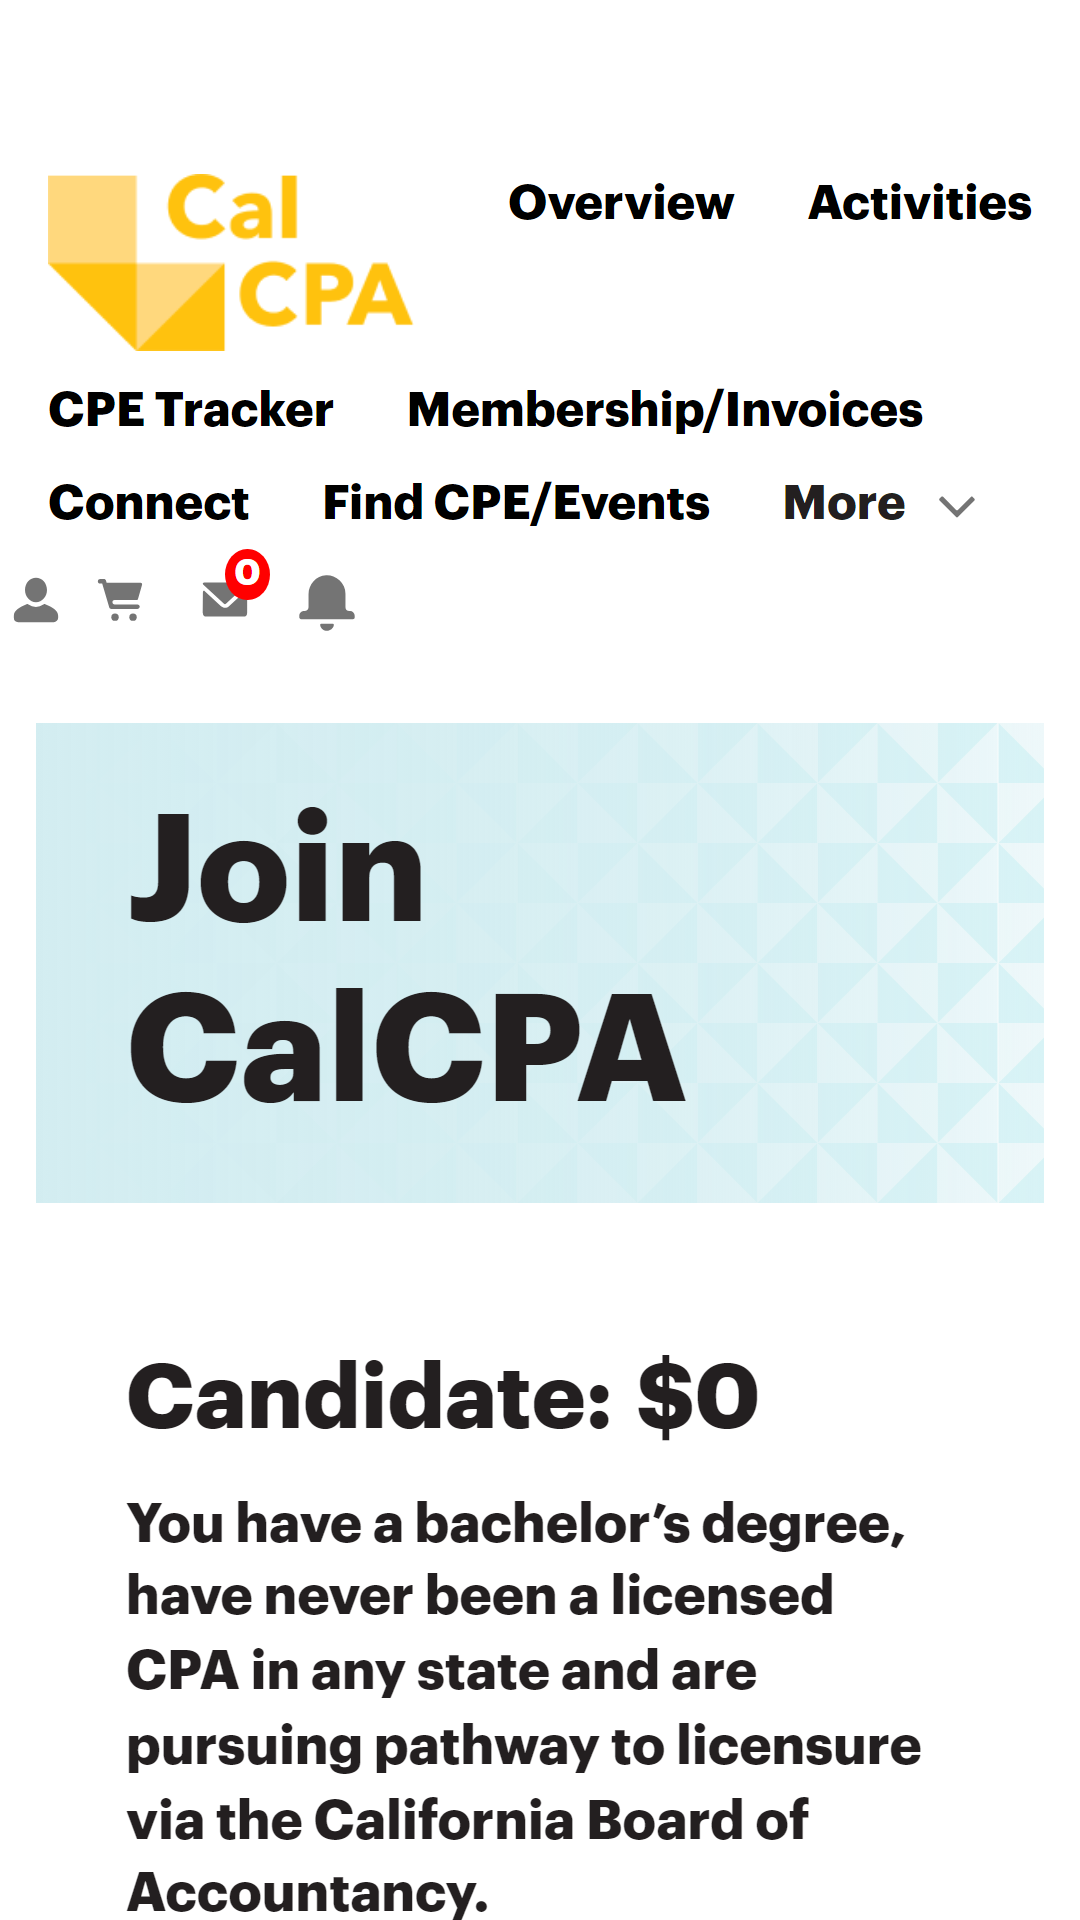 Cal
CPA
Overview Activities
CPE Tracker Membership/Invoices
Connect Find CPE/Events More
0
Join
CalCPA
Candidate: $0
You have a bachelor’s degree,
have never been a licensed
CPA in any state and are
pursuing pathway to licensure
via the California Board of
Accountancy.